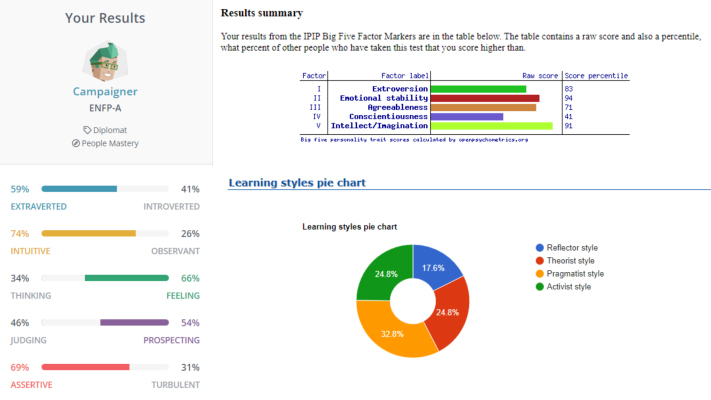 Your Results
Campaigner
ENFP-A
Diplomat
People Mastery
59% 41%
EXTRAVERTED INTROVERTED
74% 26%
INTUITIVE OBSERVANT
34% 66%
THINKING FEELING
46% 54%
JUDGING PROSPECTING
69% 31%
ASSERTIVE TURBULENT
Results summary
Your results from the IPIP Big Five Factor Markers are in the table below. The table contains a raw score and also a percentile,
what percent of other people who have taken this test that you score higher than.
Factor Factor label Raw score Score percentile
I Extroversion 83
II Emotional stability 94
III Agreeableness 71
IV Conscientiousness 41
V Intellect/Imagination 91
Big five personality trait scores calculated by openpsychometrics.org
Learning styles pie chart
Learning styles pie chart
24.8% 17.6%
24.8%
32.8%
Reflector style
Theorist style
Pragmatist style
Activist style